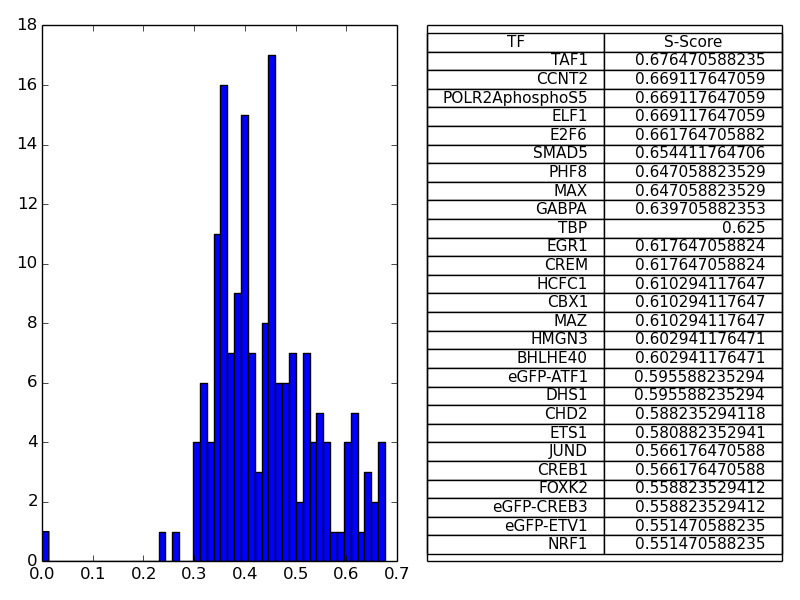 18
16
14
12
10
8
6
4
2
0
0.0 0.1 0.2 0.3 0.4 0.5 0.6 0.7
TF S-Score
TAF1 0.676470588235
CCNT2 0.669117647059
POLR2AphosphoS5 0.669117647059
ELF1 0.669117647059
E2F6 0.661764705882
SMAD5 0.654411764706
PHF8 0.647058823529
MAX 0.647058823529
GABPA 0.639705882353
TBP 0.625
EGR1 0.617647058824
CREM 0.617647058824
HCFC1 0.610294117647
CBX1 0.610294117647
MAZ 0.610294117647
HMGN3 0.602941176471
BHLHE40 0.602941176471
eGFP-ATF1 0.595588235294
DHS1 0.595588235294
CHD2 0.588235294118
ETS1 0.580882352941
JUND 0.566176470588
CREB1 0.566176470588
FOXK2 0.558823529412
eGFP-CREB3 0.558823529412
eGFP-ETV1 0.551470588235
NRF1 0.551470588235